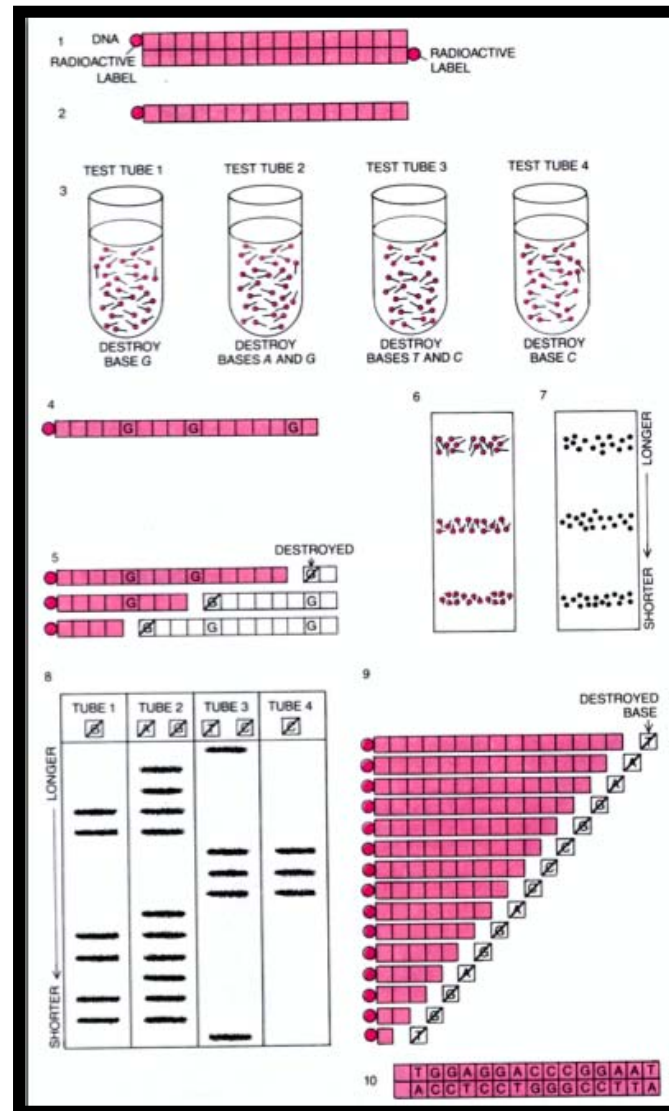 1 DNA
RADIOACTIVE
LABEL
RADIOACTIVE
LABEL
2
3
TEST TUBE 1 TEST TUBE 2 TEST TUBE 3 TEST TUBE 4
DESTROY
BASE G
DESTROY
BASES A AND G
DESTROY
BASES T AND C
DESTROY
BASE C
4
G G G
5
DESTROYED
G G G
G G G
G G G
6
7
LONGER
SHORTER
8
TUBE 1 TUBE 2 TUBE 3 TUBE 4
G A G T C C
LONGER
SHORTER
9
DESTROYED
BASE
T
A
A
G
G
C
C
C
A
G
G
A
G
G
T
10
TGGAGGACCCGGAAT
ACCTCCTGGGCCTTA